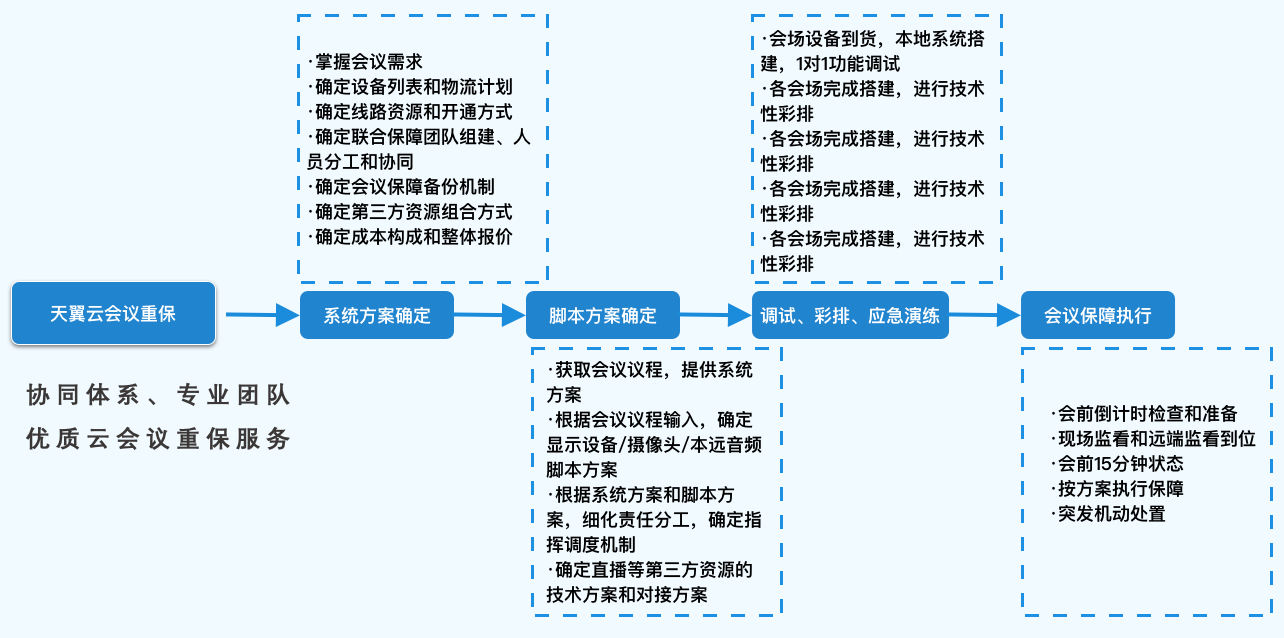 天翼云会议重保
协同体系、专业团队
优质云会议重保服务
·掌握会议需求
·确定设备列表和物流计划
·确定线路资源和开通方式
·确定联合保障团队组建、人
员分工和协同
·确定会议保障备份机制
·确定第三方资源组合方式
·确定成本构成和整体报价
系统方案确定
脚本方案确定
·获取会议议程，提供系统
方案
·根据会议议程输入，确定
显示设备/摄像头/本远音频
脚本方案
·根据系统方案和脚本方
案，细化责任分工，确定指
挥调度机制
·确定直播等第三方资源的
技术方案和对接方案
·会场设备到货，本地系统搭
建，1对1功能调试
·各会场完成搭建，进行技术
性彩排
·各会场完成搭建，进行技术
性彩排
·各会场完成搭建，进行技术
性彩排
·各会场完成搭建，进行技术
性彩排
调试、彩排、应急演练
会议保障执行
·会前倒计时检查和准备
·现场监看和远端监看到位
·会前15分钟状态
·按方案执行保障
·突发机动处置